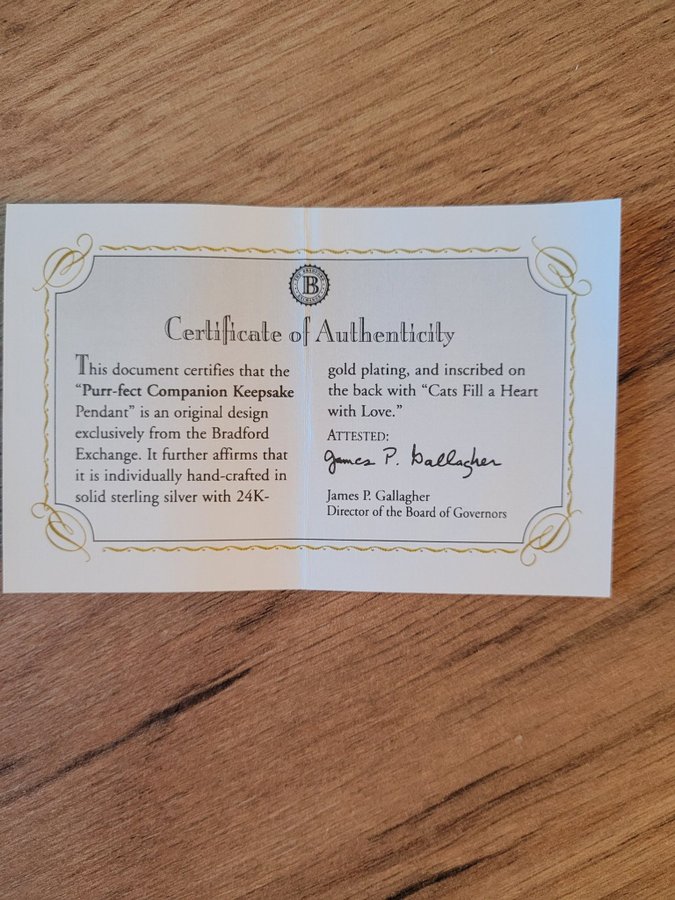 THE BRADFORD
B
EXCHANGE
Certificate of Authenticity
This document certifies that the
"Purr-fect Companion Keepsake
Pendant" is an original design
exclusively from the Bradford
Exchange. It further affirms that
it is individually hand-crafted in
solid sterling silver with 24K-
gold plating, and inscribed on
the back with "Cats Fill a Heart
with Love."
ATTESTED:
James P. Gallagher
James P. Gallagher
Director of the Board of Governors